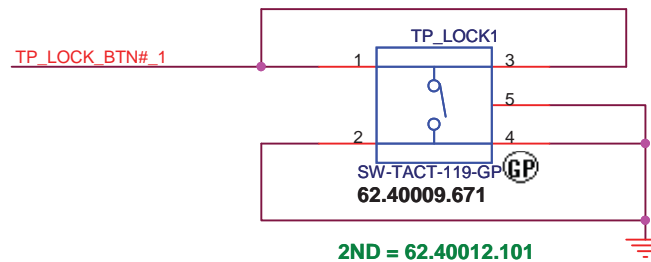 TP_LOCK1
TP_LOCK_BTN#_1
1
3
5
2
4
SW-TACT-119-GP
GP
62.40009.671
2ND = 62.40012.101